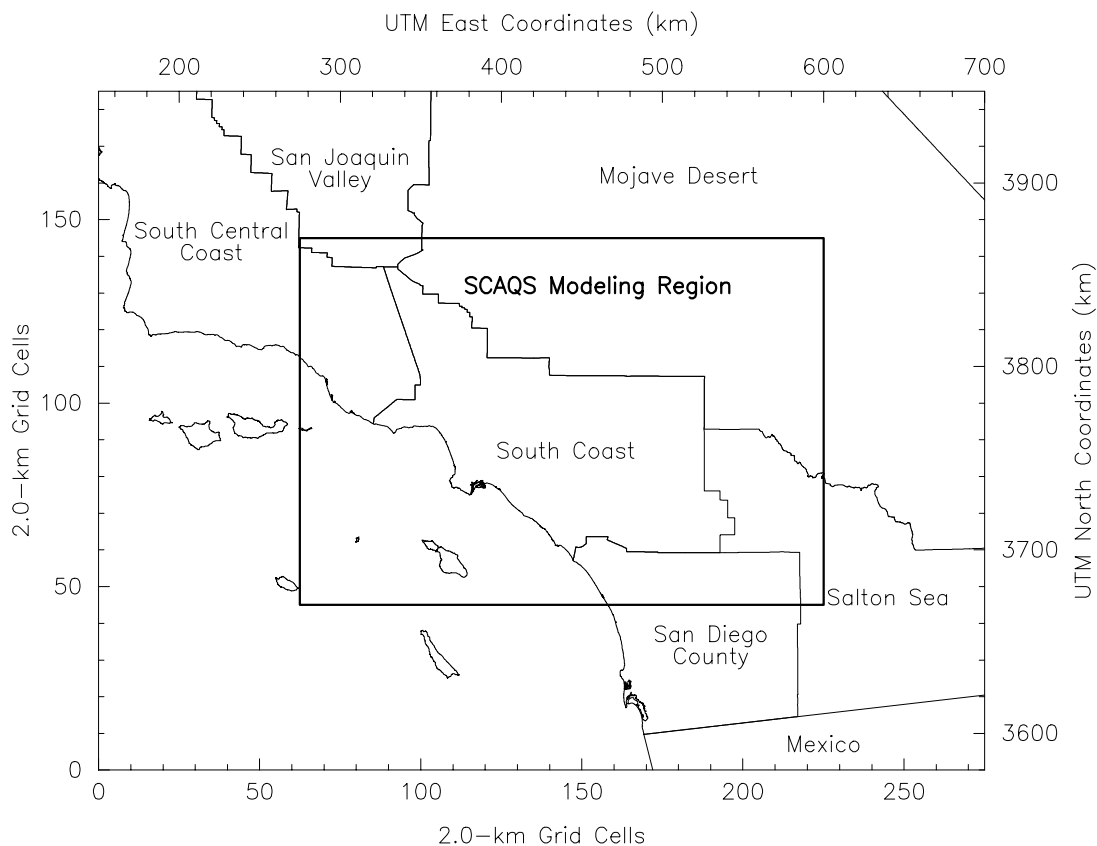 UTM East Coordinates (km)
200 300 400 500 600 700
San Joaquin
Valley
Mojave Desert
3900
150
South Central
Coast
SCAQS Modeling Region
2.0-km Grid Cells
UTM North Coordinates (km)
3800
100
South Coast
3700
50
Salton Sea
San Diego
County
3600
Mexico
0
0 50 100 150 200 250
2.0-km Grid Cells